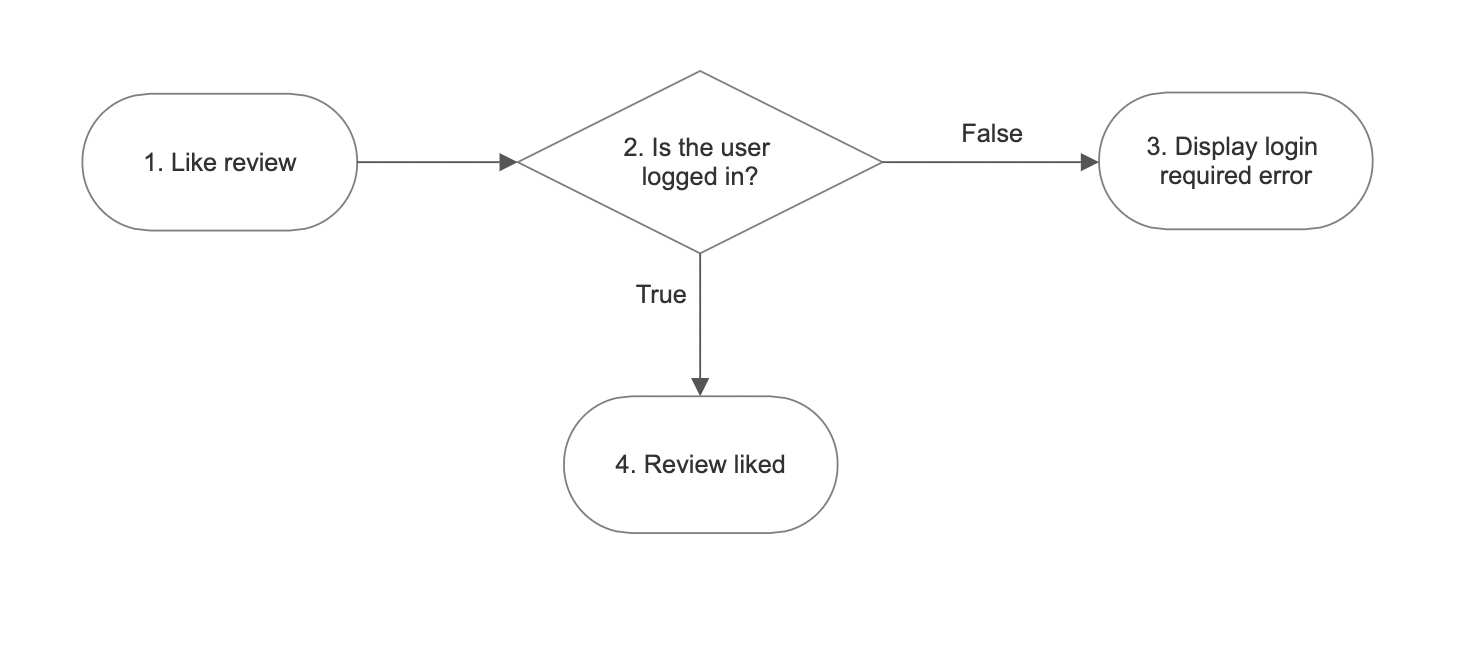 1. Like review
2. Is the user
logged in?
False
3. Display login
required error
True
4. Review liked